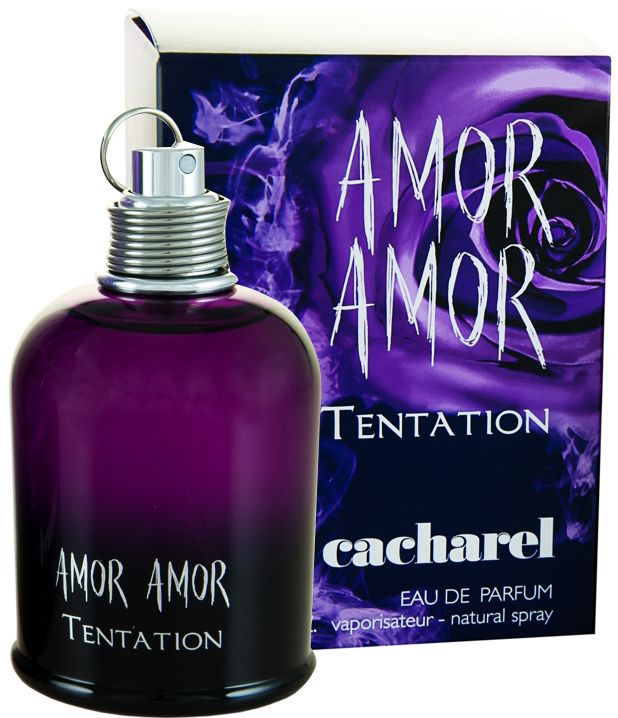 AMOR
AMOR
TENTATION
cacharel
EAU DE PARFUM
vaporisateur - natural spray
AMOR AMOR
TENTATION